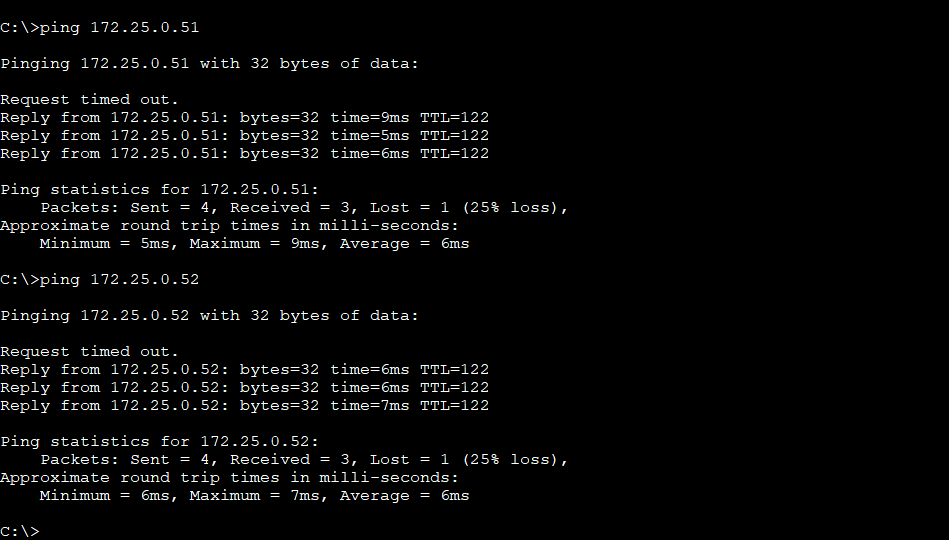 C:\>ping 172.25.0.51
Pinging 172.25.0.51 with 32 bytes of data:
Request timed out.
Reply from 172.25.0.51: bytes=32 time=9ms TTL=122
Reply from 172.25.0.51: bytes=32 time=5ms TTL=122
Reply from 172.25.0.51: bytes=32 time=6ms TTL=122
Ping statistics for 172.25.0.51:
    Packets: Sent = 4, Received = 3, Lost = 1 (25% loss),
Approximate round trip times in milli-seconds:
    Minimum = 5ms, Maximum = 9ms, Average = 6ms
C:\>ping 172.25.0.52
Pinging 172.25.0.52 with 32 bytes of data:
Request timed out.
Reply from 172.25.0.52: bytes=32 time=6ms TTL=122
Reply from 172.25.0.52: bytes=32 time=6ms TTL=122
Reply from 172.25.0.52: bytes=32 time=7ms TTL=122
Ping statistics for 172.25.0.52:
    Packets: Sent = 4, Received = 3, Lost = 1 (25% loss),
Approximate round trip times in milli-seconds:
    Minimum = 6ms, Maximum = 7ms, Average = 6ms
C:\>